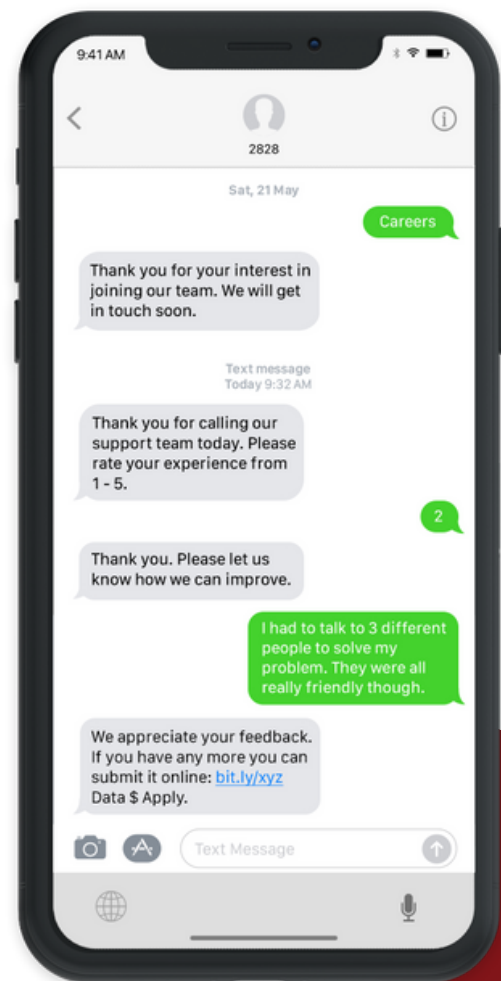 9:41 AM
2828
Sat, 21 May
Careers
Thank you for your interest in
joining our team. We will get
in touch soon.
Text message
Today 9:32 AM
Thank you for calling our
support team today. Please
rate your experience from
1 - 5.
2
Thank you. Please let us
know how we can improve.
I had to talk to 3 different
people to solve my
problem. They were all
really friendly though.
We appreciate your feedback.
If you have any more you can
submit it online: bit.ly/xyz
Data $ Apply.
Text Message